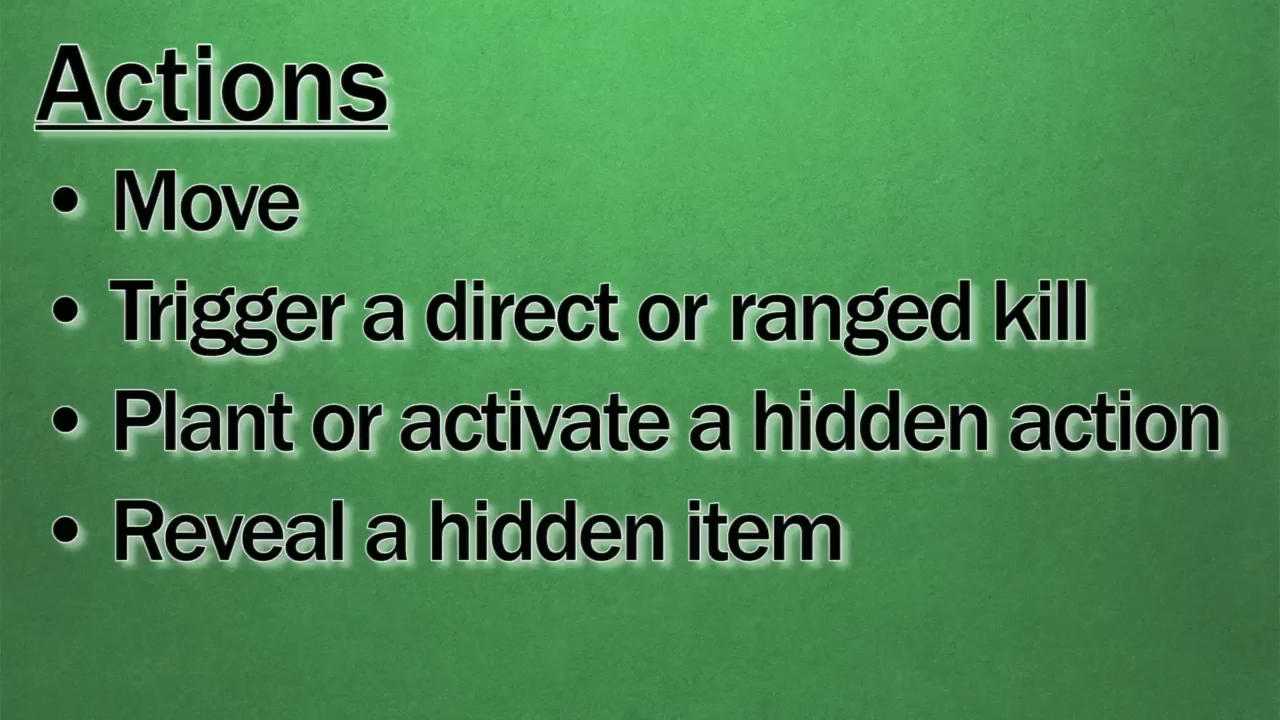 Actions
• Move
• Trigger a direct or ranged kill
• Plant or activate a hidden action
• Reveal a hidden item